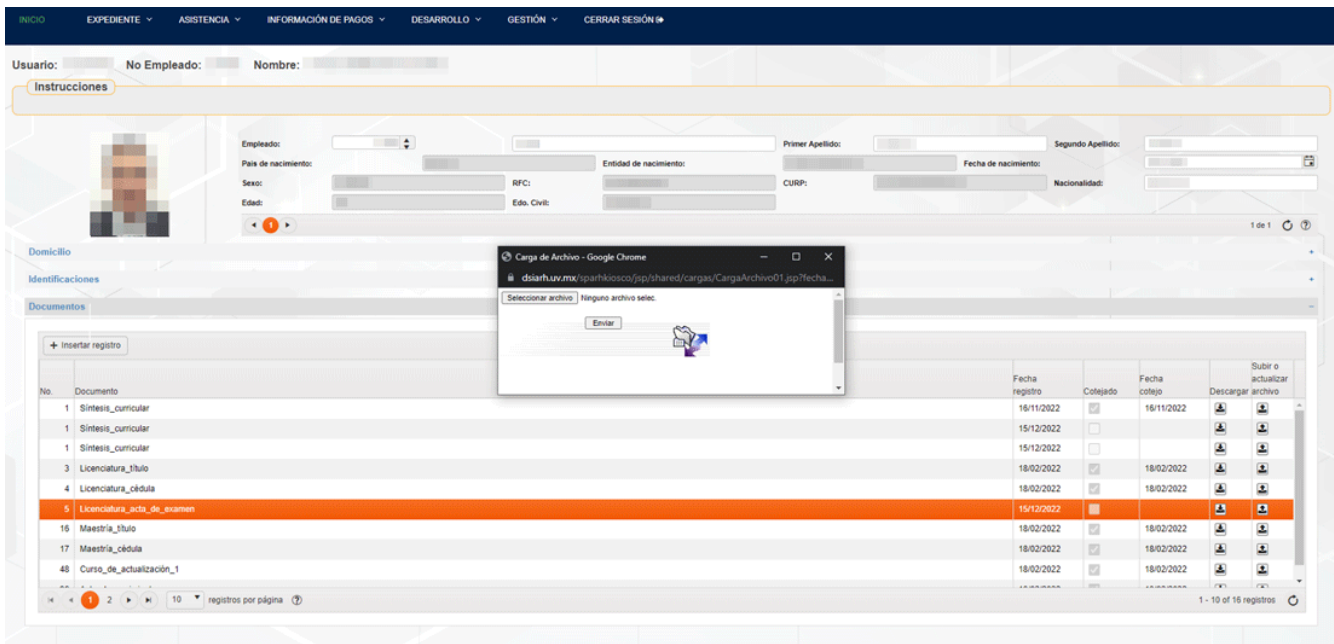 INICIO EXPEDIENTE ASISTENCIA INFORMACIÓN DE PAGOS DESARROLLO GESTIÓN CERRAR SESIÓN
Usuario: No Empleado: Nombre:
Instrucciones
Empleado: Primer Apellido: Segundo Apellido:
País de nacimiento: Entidad de nacimiento: Fecha de nacimiento:
Sexo: RFC: CURP: Nacionalidad:
Edad: Edo. Civil:
1 1 de 1
Domicilio
Identificaciones
Documentos
Carga de Archivo - Google Chrome
dsiarh.uv.mx/sparhkiosco/jsp/shared/cargas/CargaArchivo01.jsp?fecha...
Seleccionar archivo Ninguno archivo selec.
Enviar
+ Insertar registro
No. Documento Fecha registro Cotejado Fecha cotejo Descargar Subir o actualizar archivo
1 Síntesis_curricular 16/11/2022 16/11/2022
1 Síntesis_curricular 15/12/2022
1 Síntesis_curricular 15/12/2022
3 Licenciatura_título 18/02/2022 18/02/2022
4 Licenciatura_cédula 18/02/2022 18/02/2022
5 Licenciatura_acta_de_examen 15/12/2022
16 Maestría_título 18/02/2022 18/02/2022
17 Maestría_cédula 18/02/2022 18/02/2022
48 Curso_de_actualización_1 18/02/2022 18/02/2022
1 2 10 registros por página 1 - 10 of 16 registros